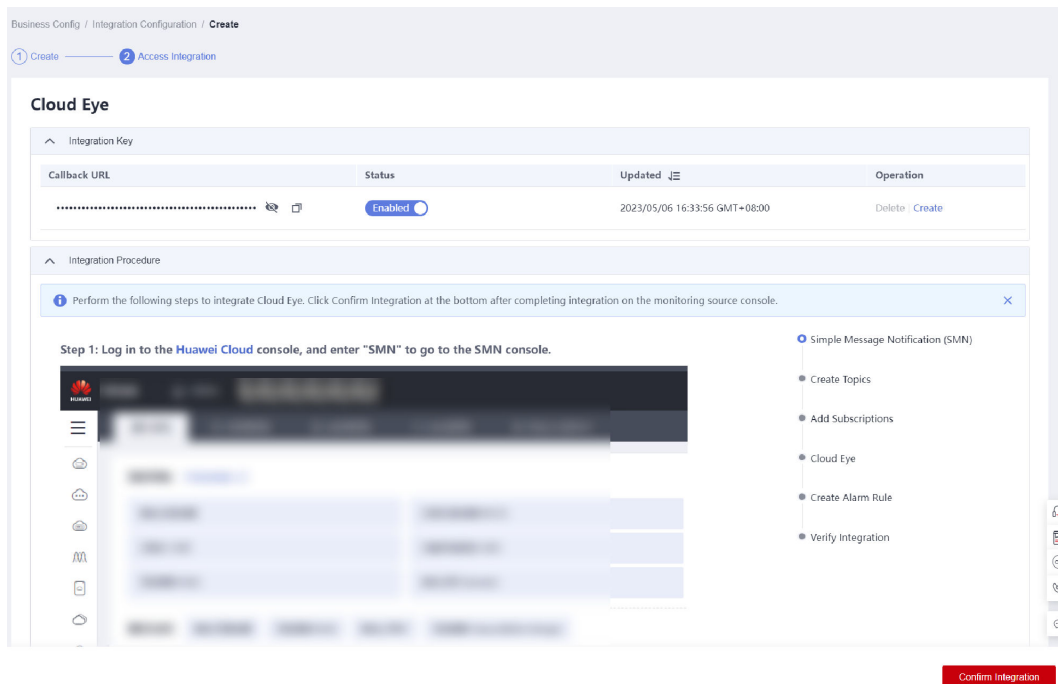 Business Config / Integration Configuration / Create
1 Create 2 Access Integration
Cloud Eye
Integration Key
Callback URL Status Updated Operation
Enabled 2023/05/06 16:33:56 GMT+08:00 Delete Create
Integration Procedure
Perform the following steps to integrate Cloud Eye. Click Confirm Integration at the bottom after completing integration on the monitoring source console.
Step 1: Log in to the Huawei Cloud console, and enter "SMN" to go to the SMN console.
HUAWEI
Simple Message Notification (SMN)
Create Topics
Add Subscriptions
Cloud Eye
Create Alarm Rule
Verify Integration
Confirm Integration